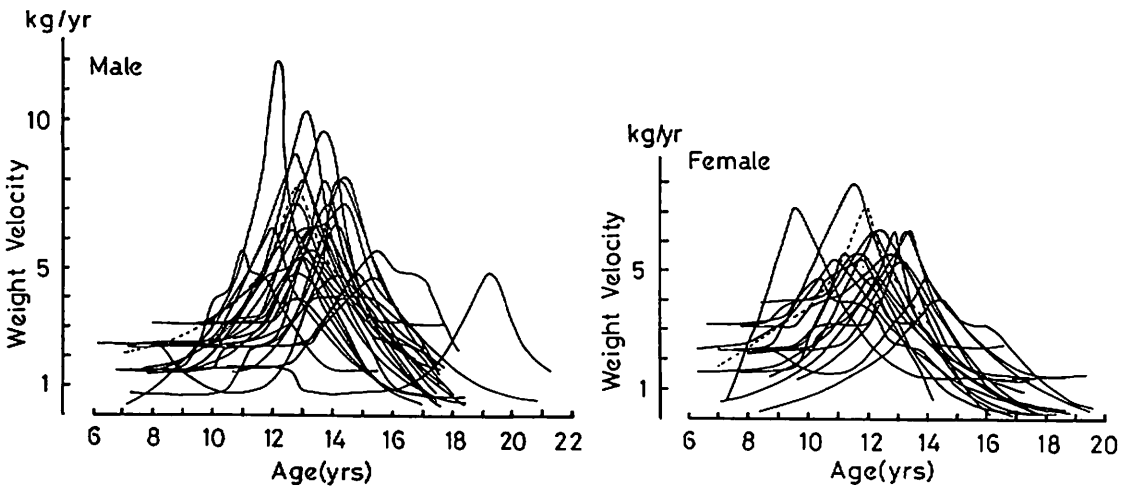 kg/yr
Male
10
5
1
Weight Velocity
6 8 10 12 14 16 18 20 22
Age(yrs)
kg/yr
Female
5
1
Weight Velocity
6 8 10 12 14 16 18 20
Age(yrs)